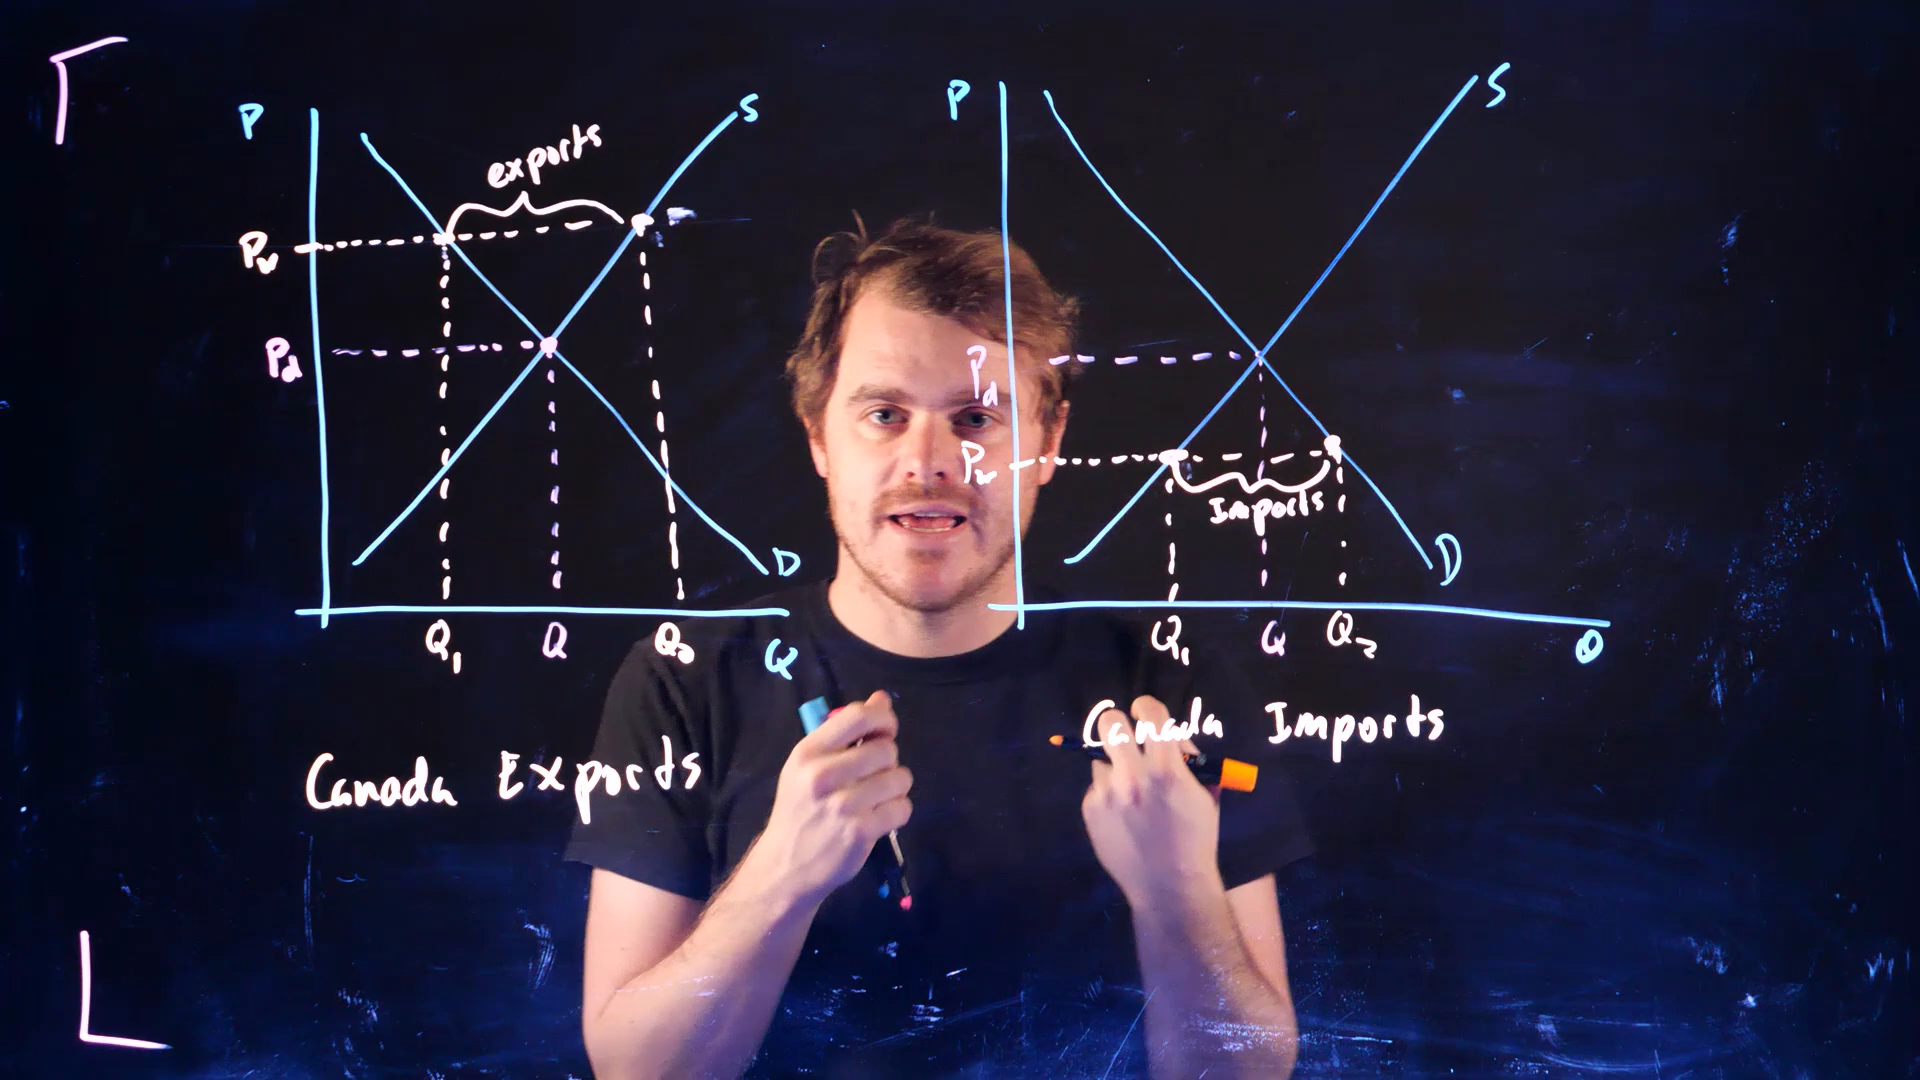 P
S
exports
Pw
Pd
D
Q1
Q
Q2
Q
Canada Exports
P
S
Pd
Pw
Imports
D
Q1
Q
Q2
Q
Canada Imports